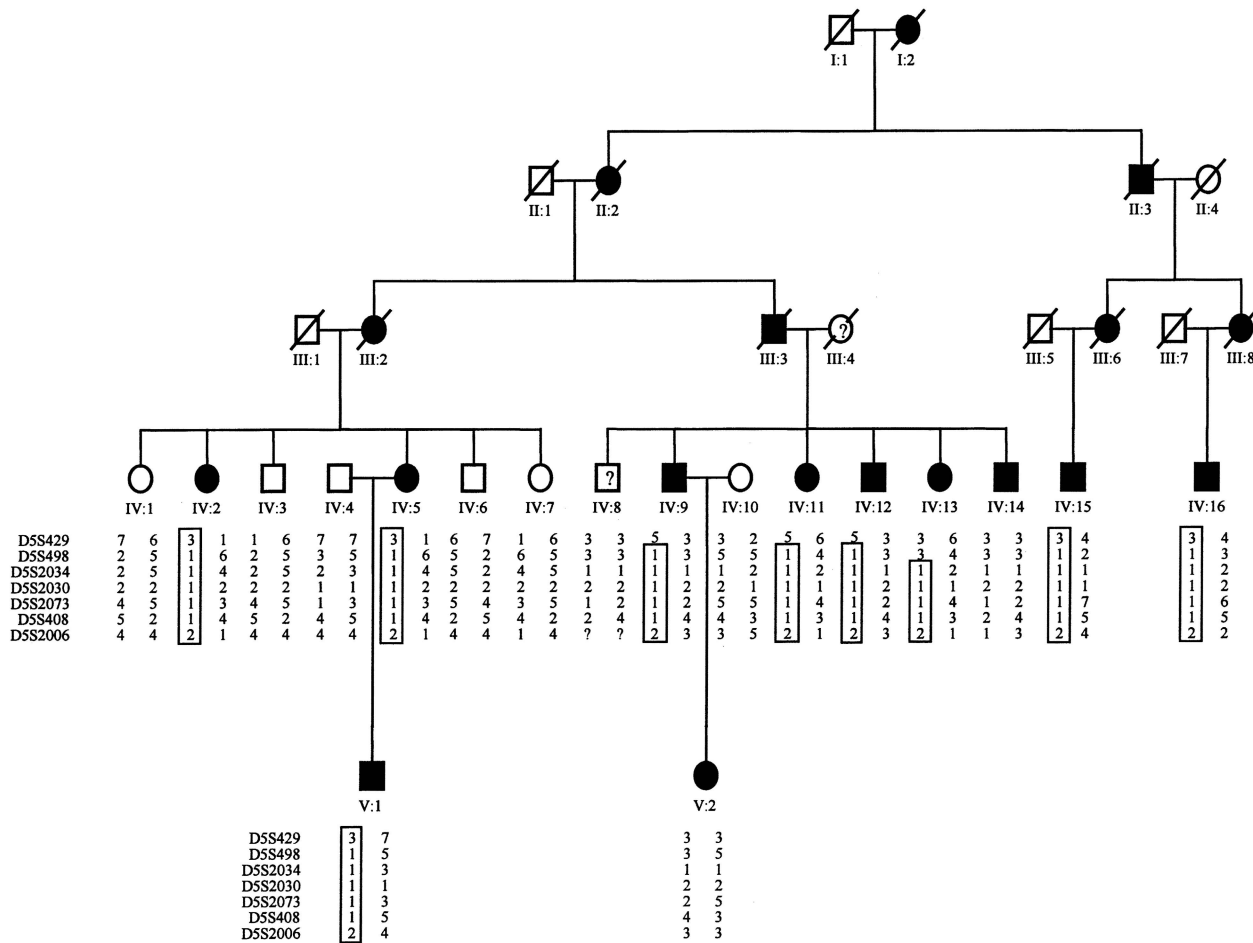 I:1 I:2
II:1 II:2 II:3 II:4
?
III:1 III:2 III:3 III:4 III:5 III:6 III:7 III:8
?
IV:1 IV:2 IV:3 IV:4 IV:5 IV:6 IV:7 IV:8 IV:9 IV:10 IV:11 IV:12 IV:13 IV:14 IV:15 IV:16
D5S429 7 6 3 1 1 6 7 7 3 1 6 7 1 6 3 3 5 3 3 2 5 6 5 3 3 6 3 3 3 4 3 4
D5S498 2 5 1 6 2 5 3 5 1 6 5 2 6 5 3 3 1 3 5 5 1 4 1 3 3 4 3 3 1 2 1 3
D5S2034 2 5 1 4 2 5 2 3 1 4 5 2 4 5 1 1 1 1 1 2 1 2 1 1 1 2 1 1 1 1 1 2
D5S2030 2 2 1 2 2 2 1 1 1 2 2 2 2 2 1 2 1 2 2 1 1 1 1 2 1 1 2 2 1 2 1 2
D5S2073 4 5 1 3 4 5 1 3 1 3 5 4 3 5 1 2 1 2 5 5 1 4 1 2 1 4 1 2 1 7 1 6
D5S408 5 2 1 4 5 2 4 5 1 4 2 5 4 2 2 4 1 4 4 3 1 3 1 4 1 3 2 4 1 5 1 5
D5S2006 4 4 2 1 4 4 4 4 2 1 4 4 1 4 ? ? 2 3 3 5 2 1 2 3 2 1 1 3 2 4 2 2
V:1 V:2
D5S429 3 7 3 3
D5S498 1 5 3 5
D5S2034 1 3 1 1
D5S2030 1 1 2 2
D5S2073 1 3 2 5
D5S408 1 5 4 3
D5S2006 2 4 3 3